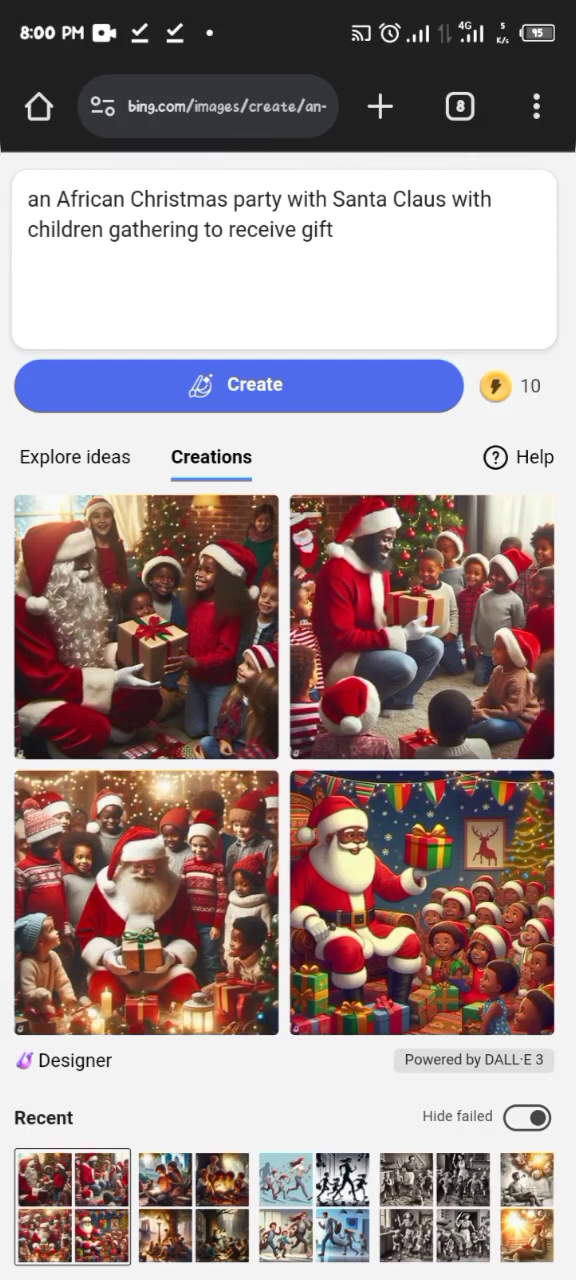 8:00 PM
4G
5
K/s
95
bing.com/images/create/an-
8
an African Christmas party with Santa Claus with
children gathering to receive gift
Create
10
Explore ideas
Creations
Help
Designer
Powered by DALL·E 3
Recent
Hide failed